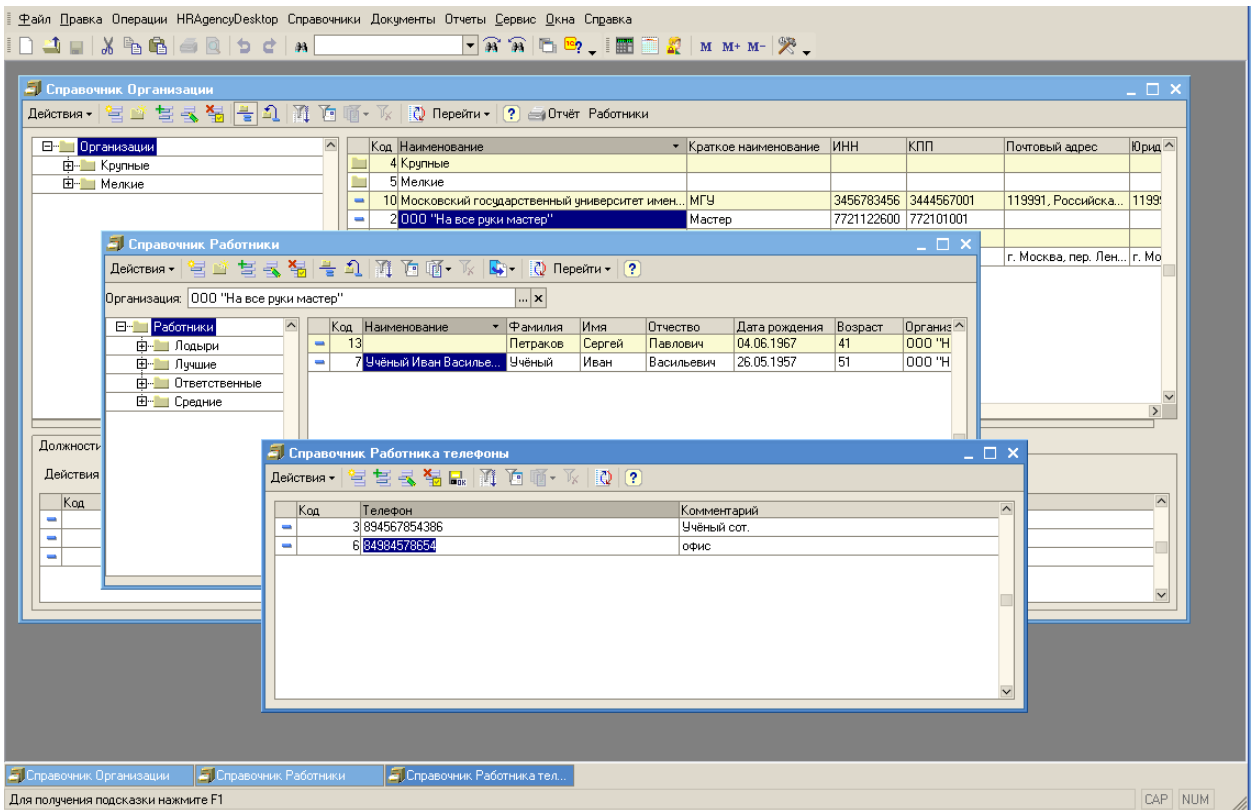 Файл Правка Операции HRAgencyDesktop Справочники Документы Отчеты Сервис Окна Справка
М М+ М-
Справочник Организации
Действия Перейти Отчёт Работники
Организации
Крупные
Мелкие
Код Наименование Краткое наименование ИНН КПП Почтовый адрес Юрид
4 Крупные
5 Мелкие
10 Московский государственный университет имен... МГУ 3456783456 3444567001 119991, Российска... 1199
2 ООО "На все руки мастер" Мастер 7721122600 772101001
г. Москва, пер. Лен... г. Мо
Справочник Работники
Действия Перейти
Организация: ООО "На все руки мастер" ... x
Работники
Лодыри
Лучшие
Ответственные
Средние
Код Наименование Фамилия Имя Отчество Дата рождения Возраст Организ
13 Петраков Сергей Павлович 04.06.1967 41 ООО "Н
7 Учёный Иван Василье... Учёный Иван Васильевич 26.05.1957 51 ООО "Н
Должности
Действия
Код
Справочник Работника телефоны
Действия
Код Телефон Комментарий
3 894567854386 Учёный сот.
6 84984578654 офис
Справочник Организации Справочник Работники Справочник Работника тел...
Для получения подсказки нажмите F1 CAP NUM